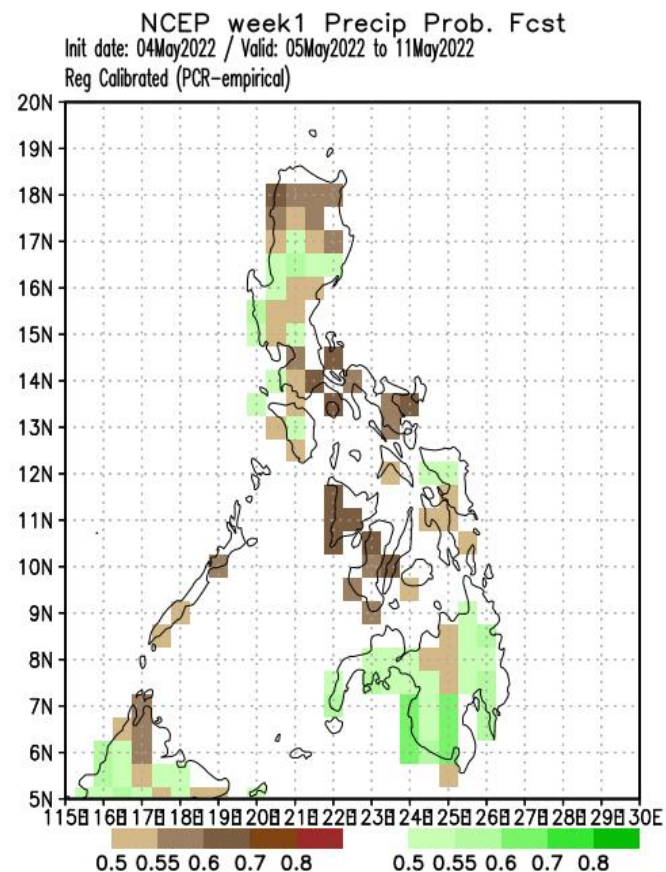 NCEP week1 Precip Prob. Fcst
Init date: 04May2022 / Valid: 05May2022 to 11May2022
Reg Calibrated (PCR-empirical)
20N
19N
18N
17N
16N
15N
14N
13N
12N
11N
10N
9N
8N
7N
6N
5N
115E 116E 117E 118E 119E 120E 121E 122E 123E 124E 125E 126E 127E 128E 129E 130E
0.5 0.55 0.6 0.7 0.8 0.5 0.55 0.6 0.7 0.8